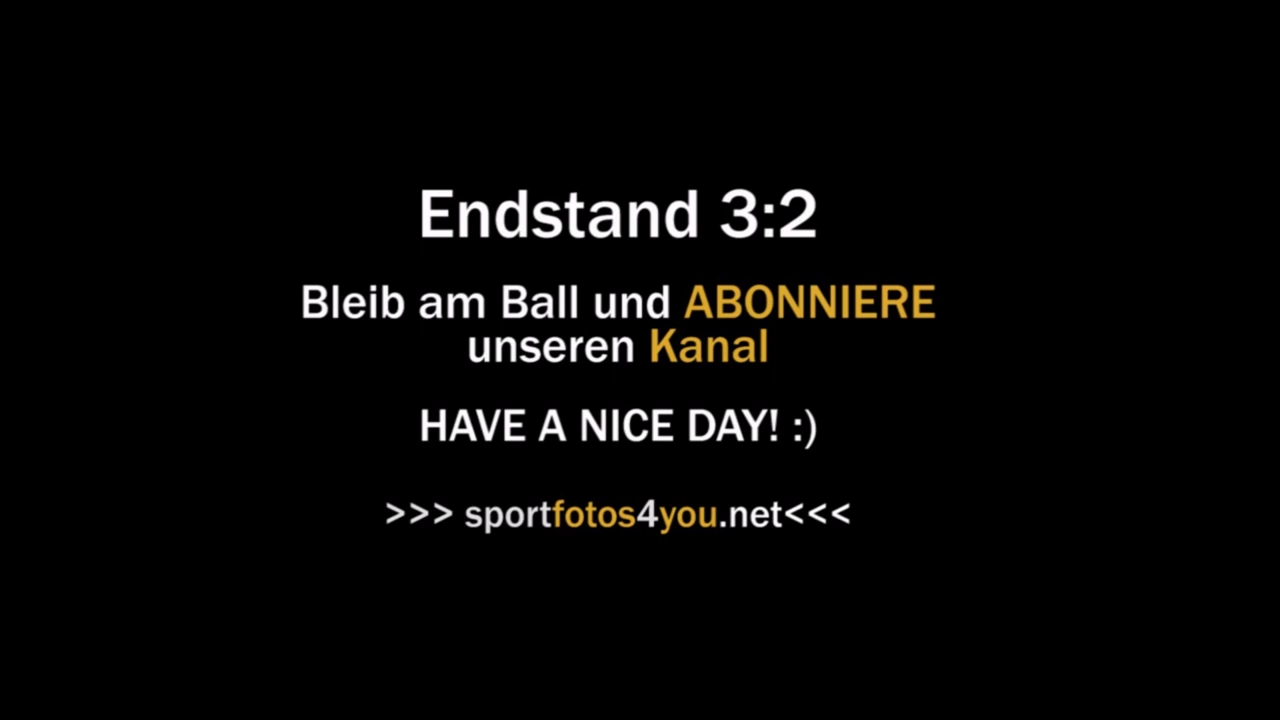 Endstand 3:2
Bleib am Ball und ABONNIERE
unseren Kanal
HAVE A NICE DAY! :)
>>> sportfotos4you.net<<<